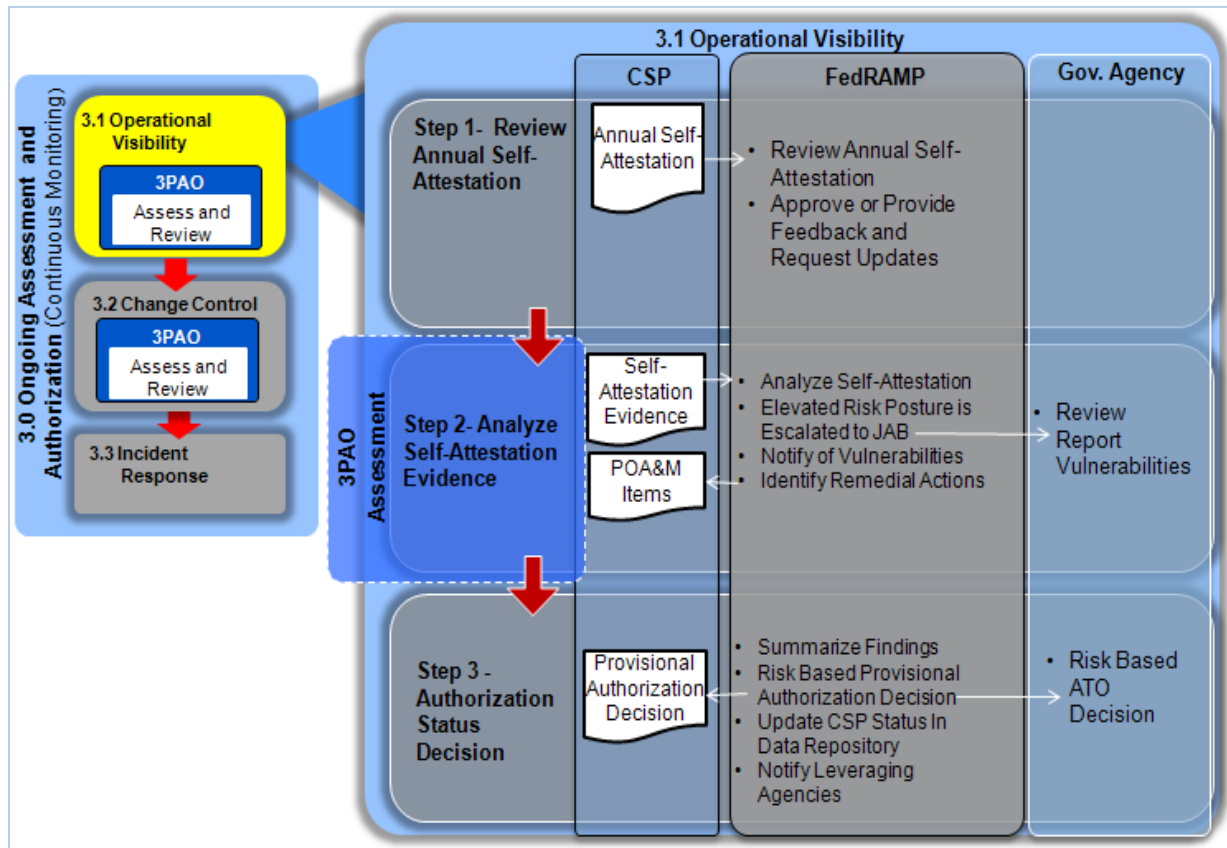 3.0 Ongoing Assessment and
Authorization (Continuous Monitoring)
3.1 Operational
Visibility
3PAO
Assess and
Review
3.2 Change Control
3PAO
Assess and
Review
3.3 Incident
Response
3.1 Operational Visibility
CSP
FedRAMP
Gov. Agency
Step 1- Review
Annual Self-
Attestation
Annual Self-
Attestation
• Review Annual Self-
Attestation
• Approve or Provide
Feedback and
Request Updates
3PAO
Assessment
Step 2- Analyze
Self-Attestation
Evidence
Self-
Attestation
Evidence
POA&M
Items
• Analyze Self-Attestation
• Elevated Risk Posture is
Escalated to JAB
• Notify of Vulnerabilities
• Identify Remedial Actions
• Review
Report
Vulnerabilities
Step 3 -
Authorization
Status
Decision
Provisional
Authorization
Decision
• Summarize Findings
• Risk Based Provisional
Authorization Decision
• Update CSP Status In
Data Repository
• Notify Leveraging
Agencies
• Risk Based
ATO
Decision